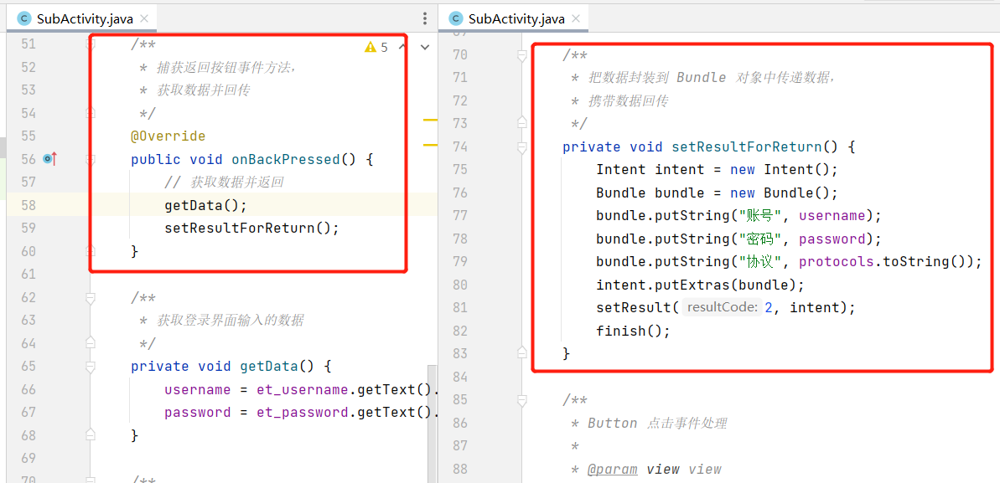 SubActivity.java
51 /**
5
52 * 捕获返回按钮事件方法，
53 * 获取数据并回传
54 */
55 @Override
56 public void onBackPressed() {
57 // 获取数据并返回
58 getData();
59 setResultForReturn();
60 }
61
62 /**
63 * 获取登录界面输入的数据
64 */
65 private void getData() {
66 username = et_username.getText().
67 password = et_password.getText().
68 }
69
70 /**
SubActivity.java
69
70 /**
71 * 把数据封装到 Bundle 对象中传递数据，
72 * 携带数据回传
73 */
74 private void setResultForReturn() {
75 Intent intent = new Intent();
76 Bundle bundle = new Bundle();
77 bundle.putString("账号", username);
78 bundle.putString("密码", password);
79 bundle.putString("协议", protocols.toString());
80 intent.putExtras(bundle);
81 setResult( resultCode: 2, intent);
82 finish();
83 }
84
85 /**
86 * Button 点击事件处理
87 *
88 * @param view view